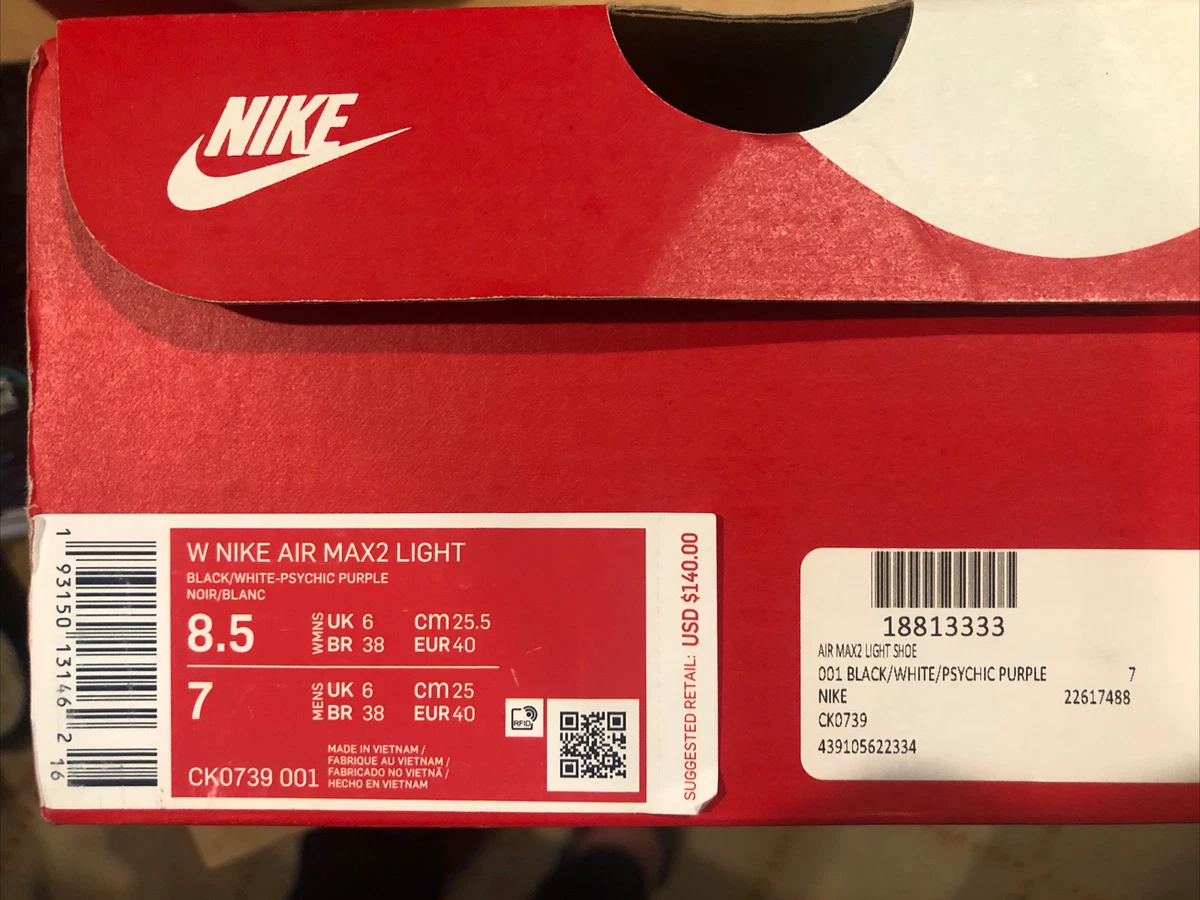 NIKE
W NIKE AIR MAX2 LIGHT
BLACK/WHITE-PSYCHIC PURPLE
NOIR/BLANC
8.5 WMNS UK 6 cm 25.5
BR 38 EUR 40
7 MENS UK 6 cm 25
BR 38 EUR 40
RFID
MADE IN VIETNAM /
FABRIQUE AU VIETNAM /
FABRICADO NO VIETNÃ /
HECHO EN VIETNAM
CK0739 001
1 93150 13146 2 16
SUGGESTED RETAIL: USD $140.00
18813333
AIR MAX2 LIGHT SHOE
001 BLACK/WHITE/PSYCHIC PURPLE 7
NIKE 22617488
CK0739
439105622334